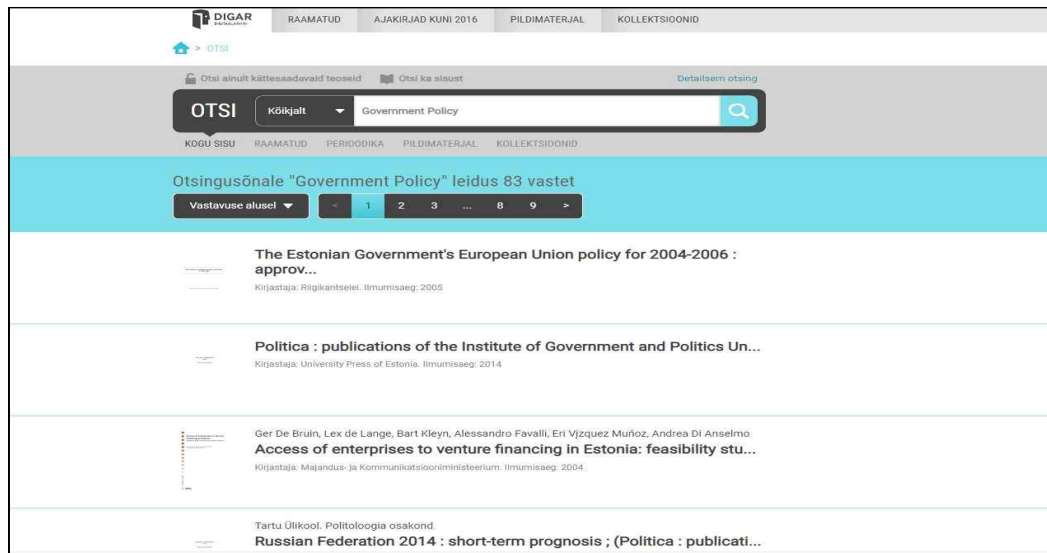 DIGAR
RAAMATUD
AJAKIRJAD KUNI 2016
PILDIMATERJAL
KOLLEKTSIOONID
> OTSI
Otsi ainult kättesaadavaid teoseid
Otsi ka sisust
Detailsem otsing
OTSI
Kõikjalt
Government Policy
KOGU SISU
RAAMATUD
PERIOODIKA
PILDIMATERJAL
KOLLEKTSIOONID
Otsingusõnale "Government Policy" leidus 83 vastet
Vastavuse alusel
< 1 2 3 ... 8 9 >
The Estonian Government's European Union policy for 2004-2006 :
approv...
Kirjastaja: Riigikantselei. Ilmumisaeg: 2005
Politica : publications of the Institute of Government and Politics Un...
Kirjastaja: University Press of Estonia. Ilmumisaeg: 2014
Ger De Bruin, Lex de Lange, Bart Kleyn, Alessandro Favalli, Eri Vjzquez Muñoz, Andrea Di Anselmo
Access of enterprises to venture financing in Estonia: feasibility stu...
Kirjastaja: Majandus- ja Kommunikatsiooniministeerium. Ilmumisaeg: 2004
Tartu Ülikool. Politoloogia osakond
Russian Federation 2014 : short-term prognosis ; (Politica : publicati...